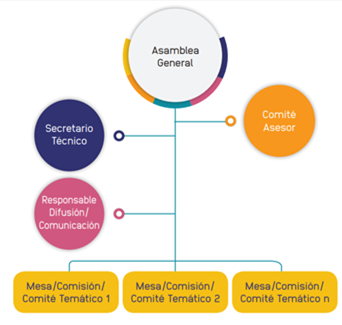 Asamblea
General
Secretario
Técnico
Comité
Asesor
Responsable
Difusión/
Comunicación
Mesa/Comisión/
Comité Temático 1
Mesa/Comisión/
Comité Temático 2
Mesa/Comisión/
Comité Temático n